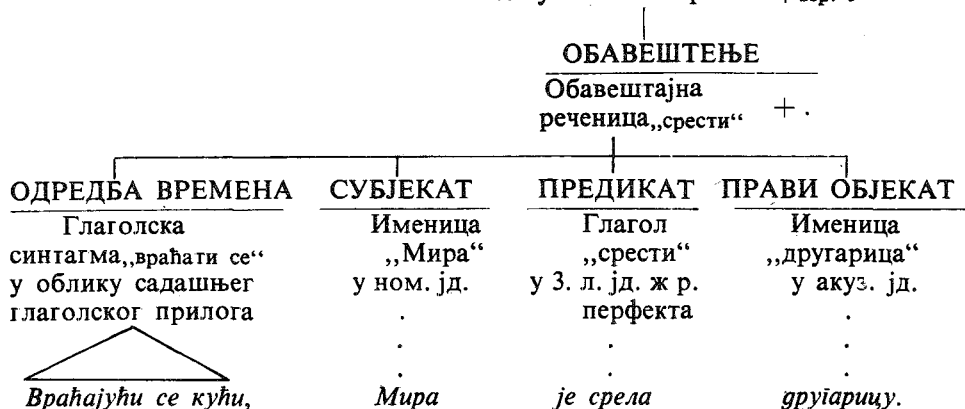 ОБАВЕШТЕЊЕ
Обавештајна
реченица„срести“ + .
ОДРЕДБА ВРЕМЕНА СУБЈЕКАТ ПРЕДИКАТ ПРАВИ ОБЈЕКАТ
Глаголска Именица Глагол Именица
синтагма„враћати се“ „Мира“ „срести“ „другарица“
у облику садашњег у ном. јд. у 3. л. јд. ж р. у акуз. јд.
глаголског прилога . перфекта .
. . .
Враћајући се кући, Мира је срела другарицу.